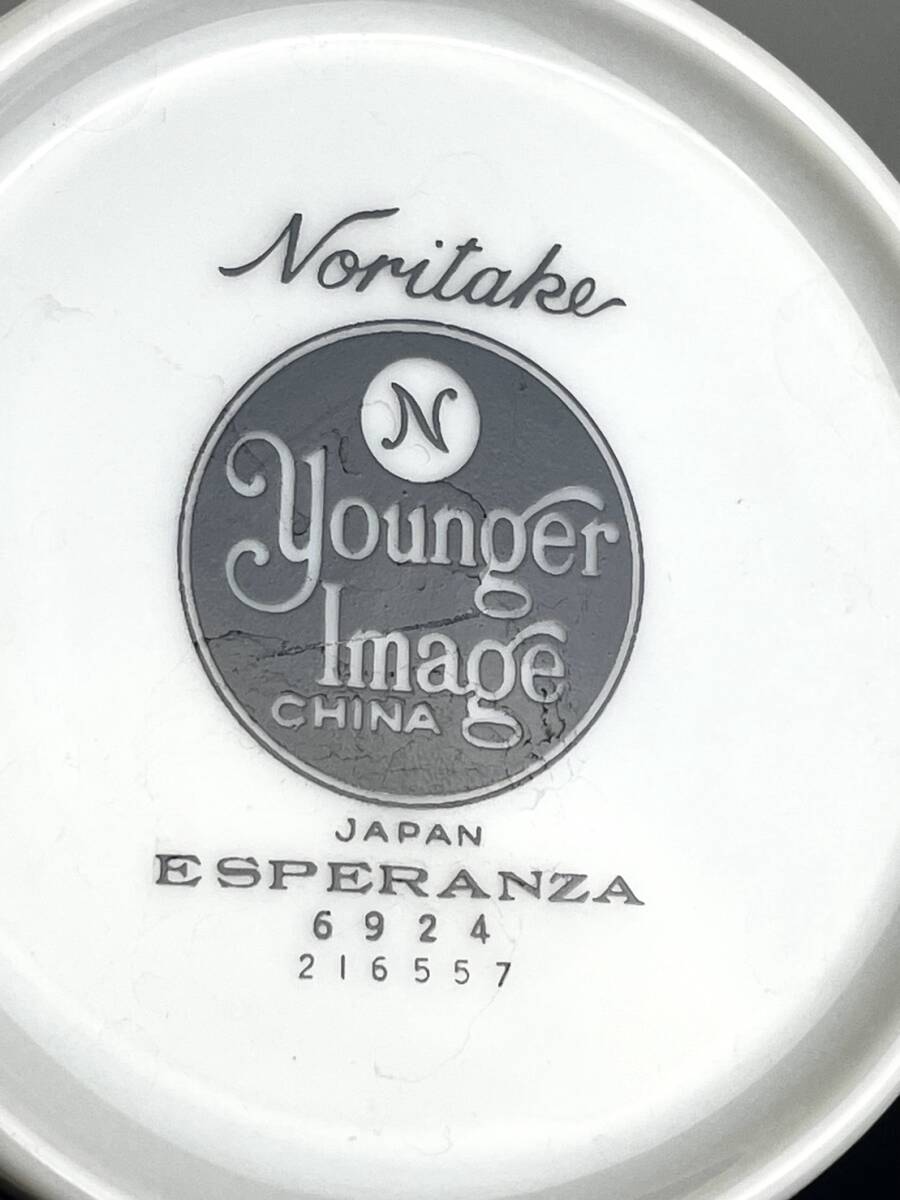 Noritake
N
Younger
Image
CHINA
JAPAN
ESPERANZA
6924
216557